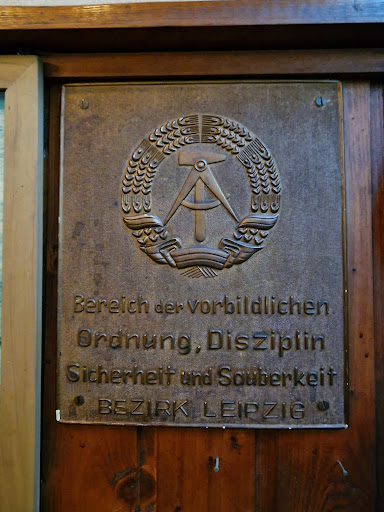 Bereich der vorbildlichen
Ordnung, Disziplin
Sicherheit und Sauberkeit
BEZIRK LEIPZIG